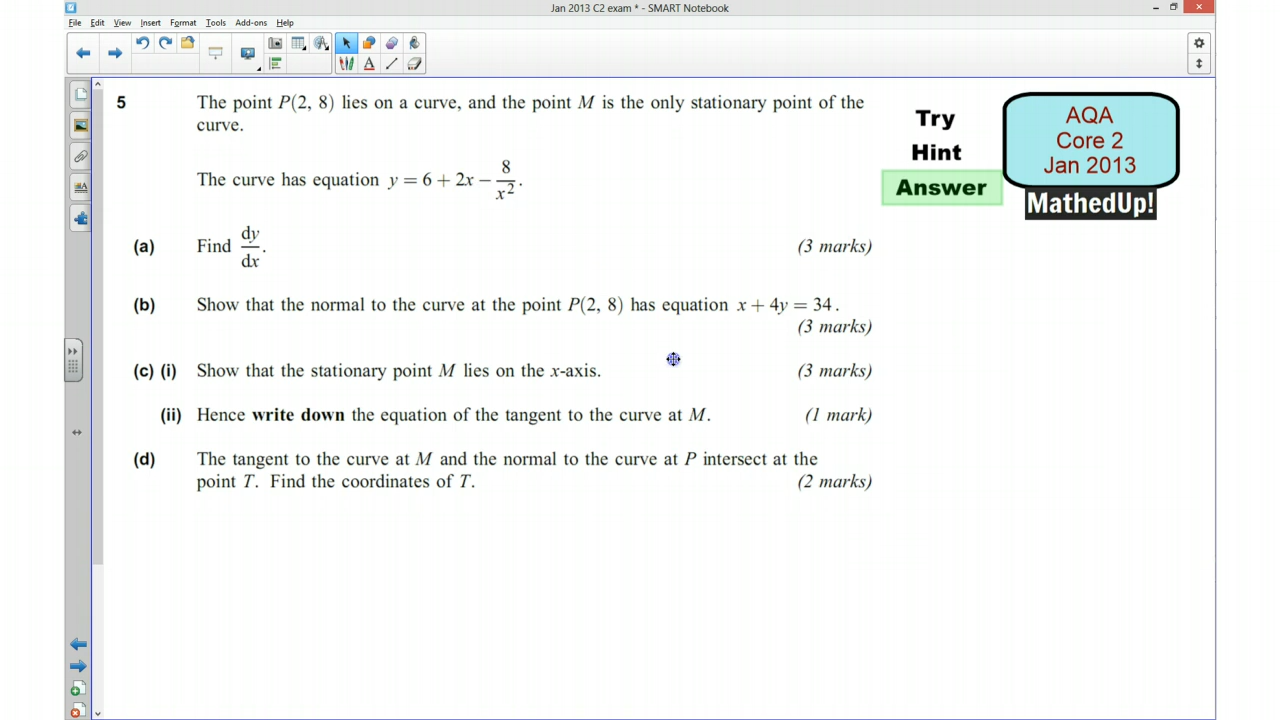 Jan 2013 C2 exam * - SMART Notebook
File Edit View Insert Format Tools Add-ons Help
5 The point P(2, 8) lies on a curve, and the point M is the only stationary point of the
curve.
The curve has equation y = 6 + 2x − 8/x².
(a) Find dy/dx. (3 marks)
(b) Show that the normal to the curve at the point P(2, 8) has equation x + 4y = 34.
(3 marks)
(c) (i) Show that the stationary point M lies on the x-axis. (3 marks)
(ii) Hence write down the equation of the tangent to the curve at M. (1 mark)
(d) The tangent to the curve at M and the normal to the curve at P intersect at the
point T. Find the coordinates of T. (2 marks)
Try
Hint
Answer
AQA
Core 2
Jan 2013
MathedUp!